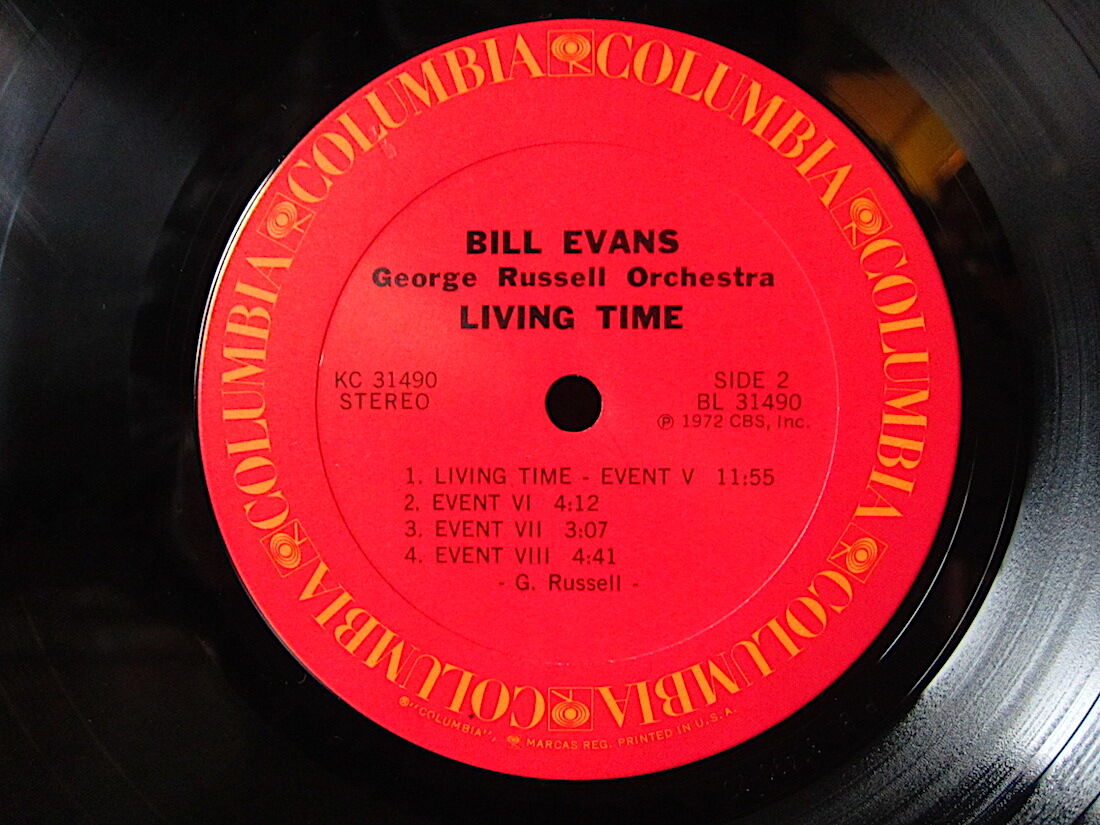 COLUMBIA COLUMBIA COLUMBIA COLUMBIA COLUMBIA COLUMBIA
BILL EVANS
George Russell Orchestra
LIVING TIME
KC 31490
STEREO
SIDE 2
BL 31490
℗ 1972 CBS, Inc.
1. LIVING TIME - EVENT V 11:55
2. EVENT VI 4:12
3. EVENT VII 3:07
4. EVENT VIII 4:41
- G. Russell -
®"COLUMBIA", MARCAS REG. PRINTED IN U.S.A.